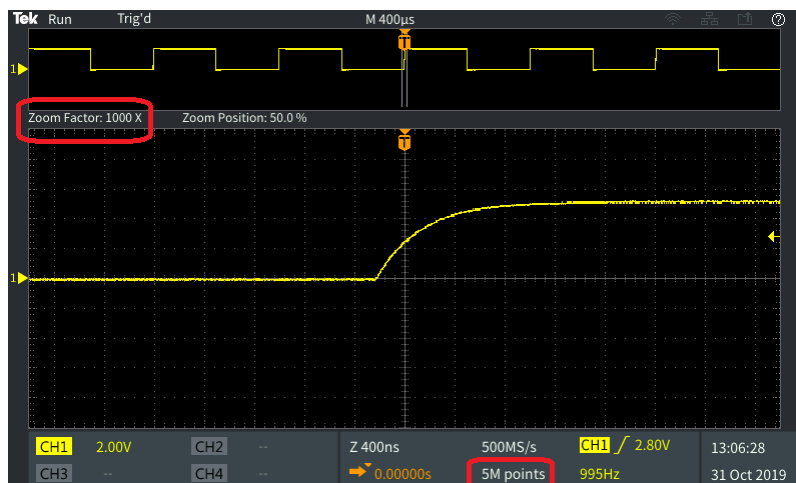 Tek Run Trig'd M 400µs
T
1
Zoom Factor: 1000 X Zoom Position: 50.0 %
T
1
CH1 2.00V CH2 -- Z 400ns 500MS/s CH1 2.80V 13:06:28
CH3 -- CH4 -- 0.00000s 5M points 995Hz 31 Oct 2019